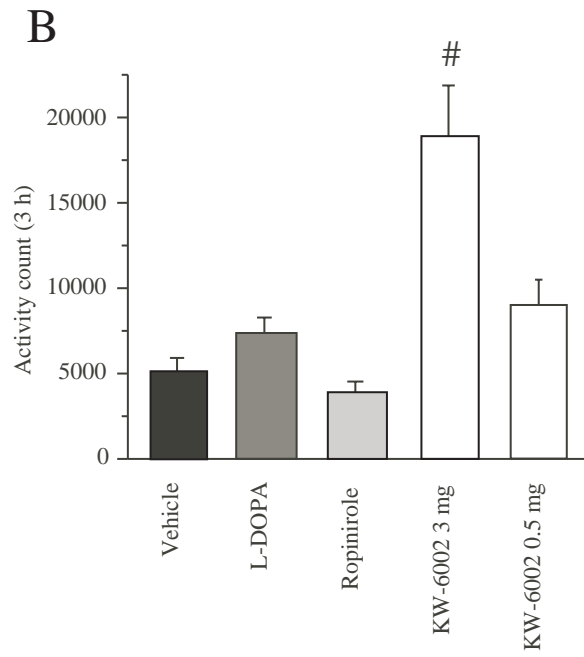 B
#
20000
15000
10000
5000
0
Activity count (3 h)
Vehicle
L-DOPA
Ropinirole
KW-6002 3 mg
KW-6002 0.5 mg